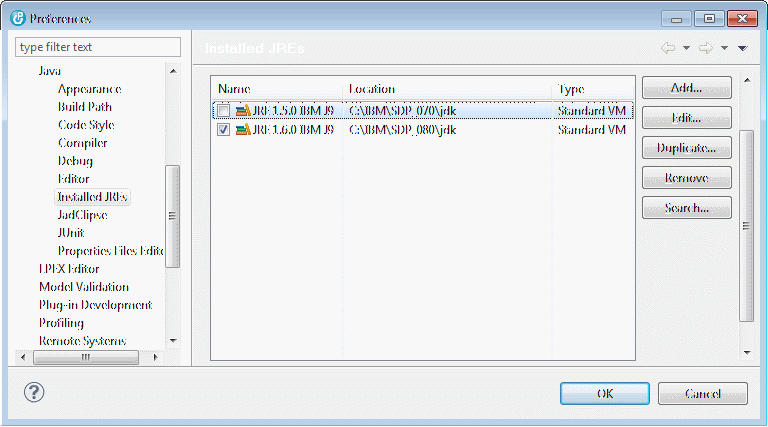 Preferences
type filter text
Installed JREs
Java
Appearance
Build Path
Code Style
Compiler
Debug
Editor
Installed JREs
JadClipse
JUnit
Properties Files Edito
LPEX Editor
Model Validation
Plug-in Development
Profiling
Remote Systems
Name Location Type
JRE 1.5.0 IBM J9 C:\IBM\SDP_070\jdk Standard VM
JRE 1.6.0 IBM J9 C:\IBM\SDP_080\jdk Standard VM
Add...
Edit...
Duplicate...
Remove
Search...
?
OK Cancel